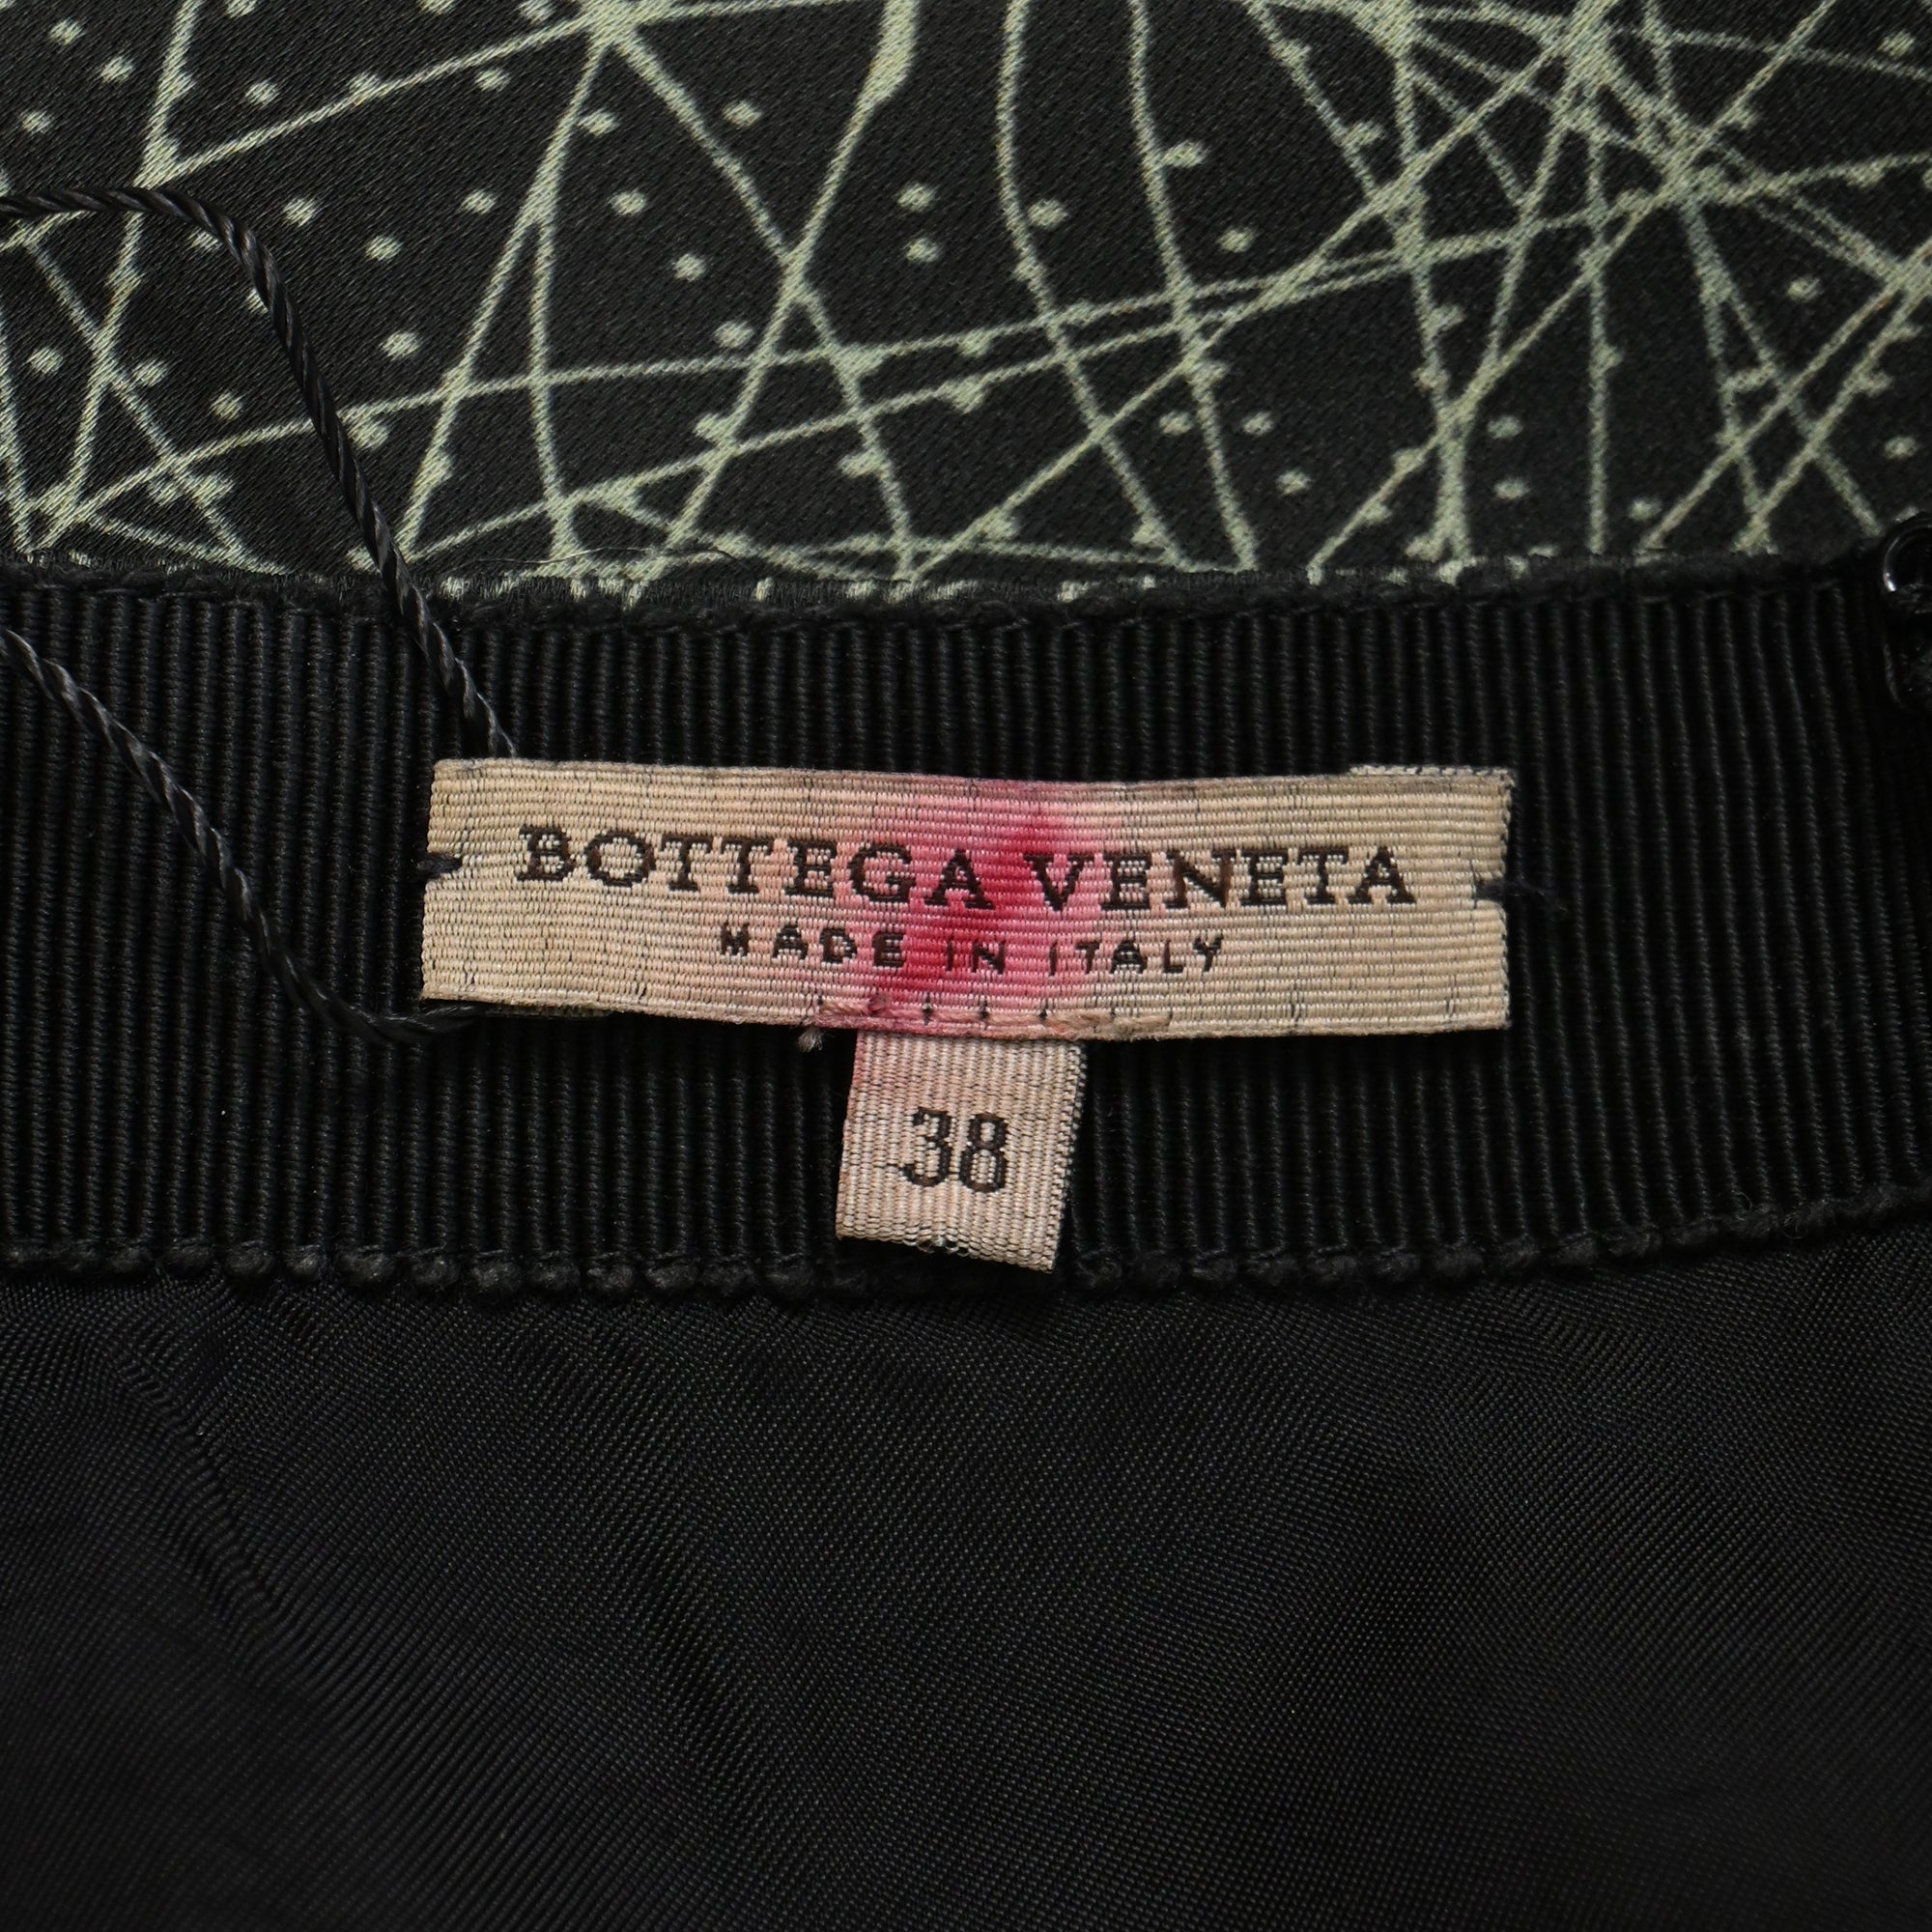 BOTTEGA VENETA
MADE IN ITALY
38